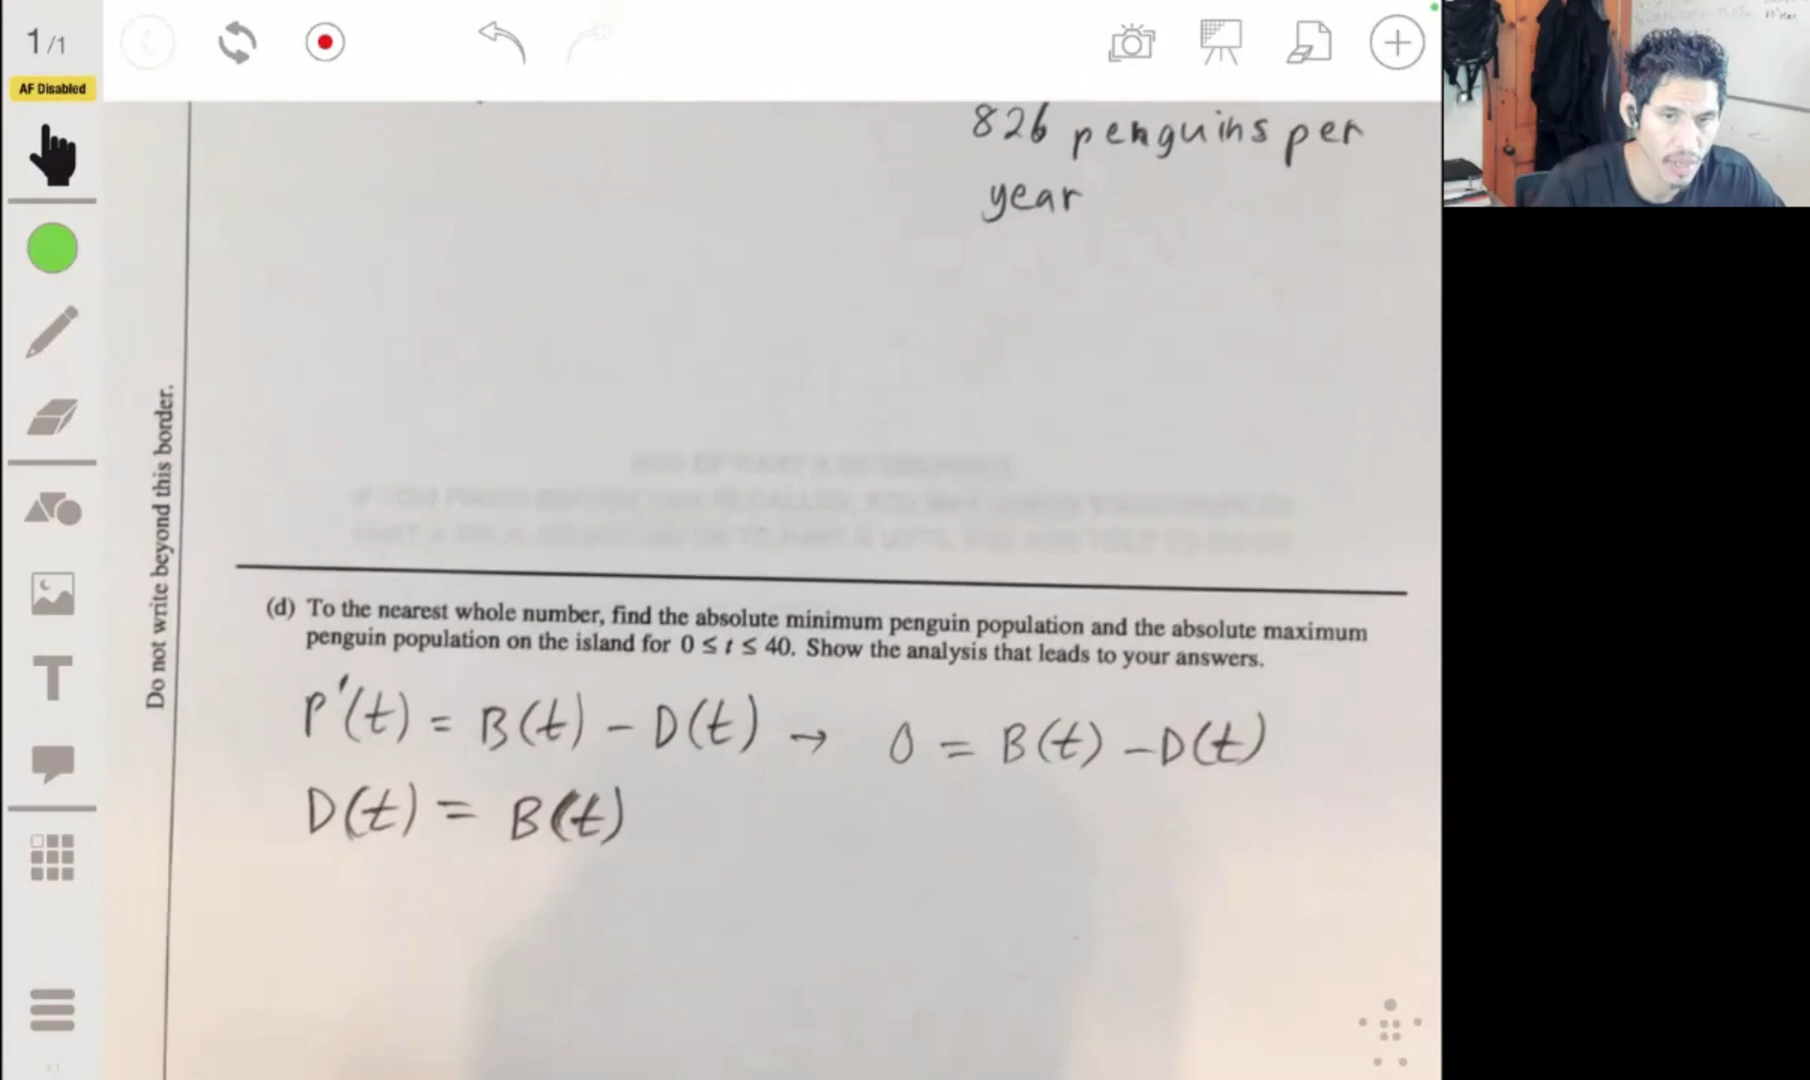 1/1
AF Disabled
826 penguins per
year
Do not write beyond this border.
(d) To the nearest whole number, find the absolute minimum penguin population and the absolute maximum
penguin population on the island for 0 ≤ t ≤ 40. Show the analysis that leads to your answers.
P'(t) = B(t) - D(t) → 0 = B(t) - D(t)
D(t) = B(t)
T